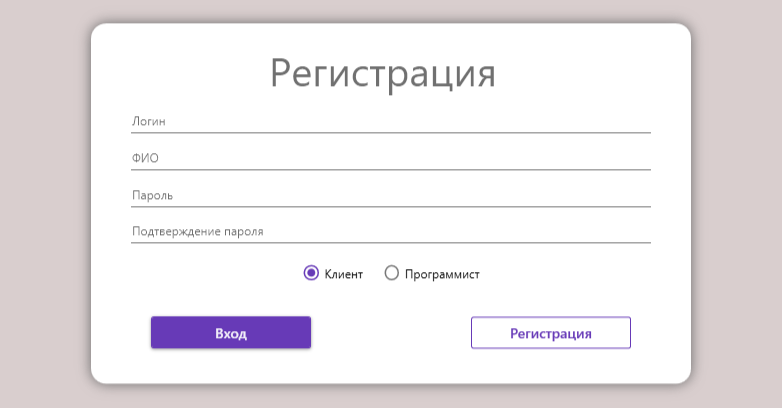 Регистрация
Логин
ФИО
Пароль
Подтверждение пароля
Клиент Программист
Вход Регистрация